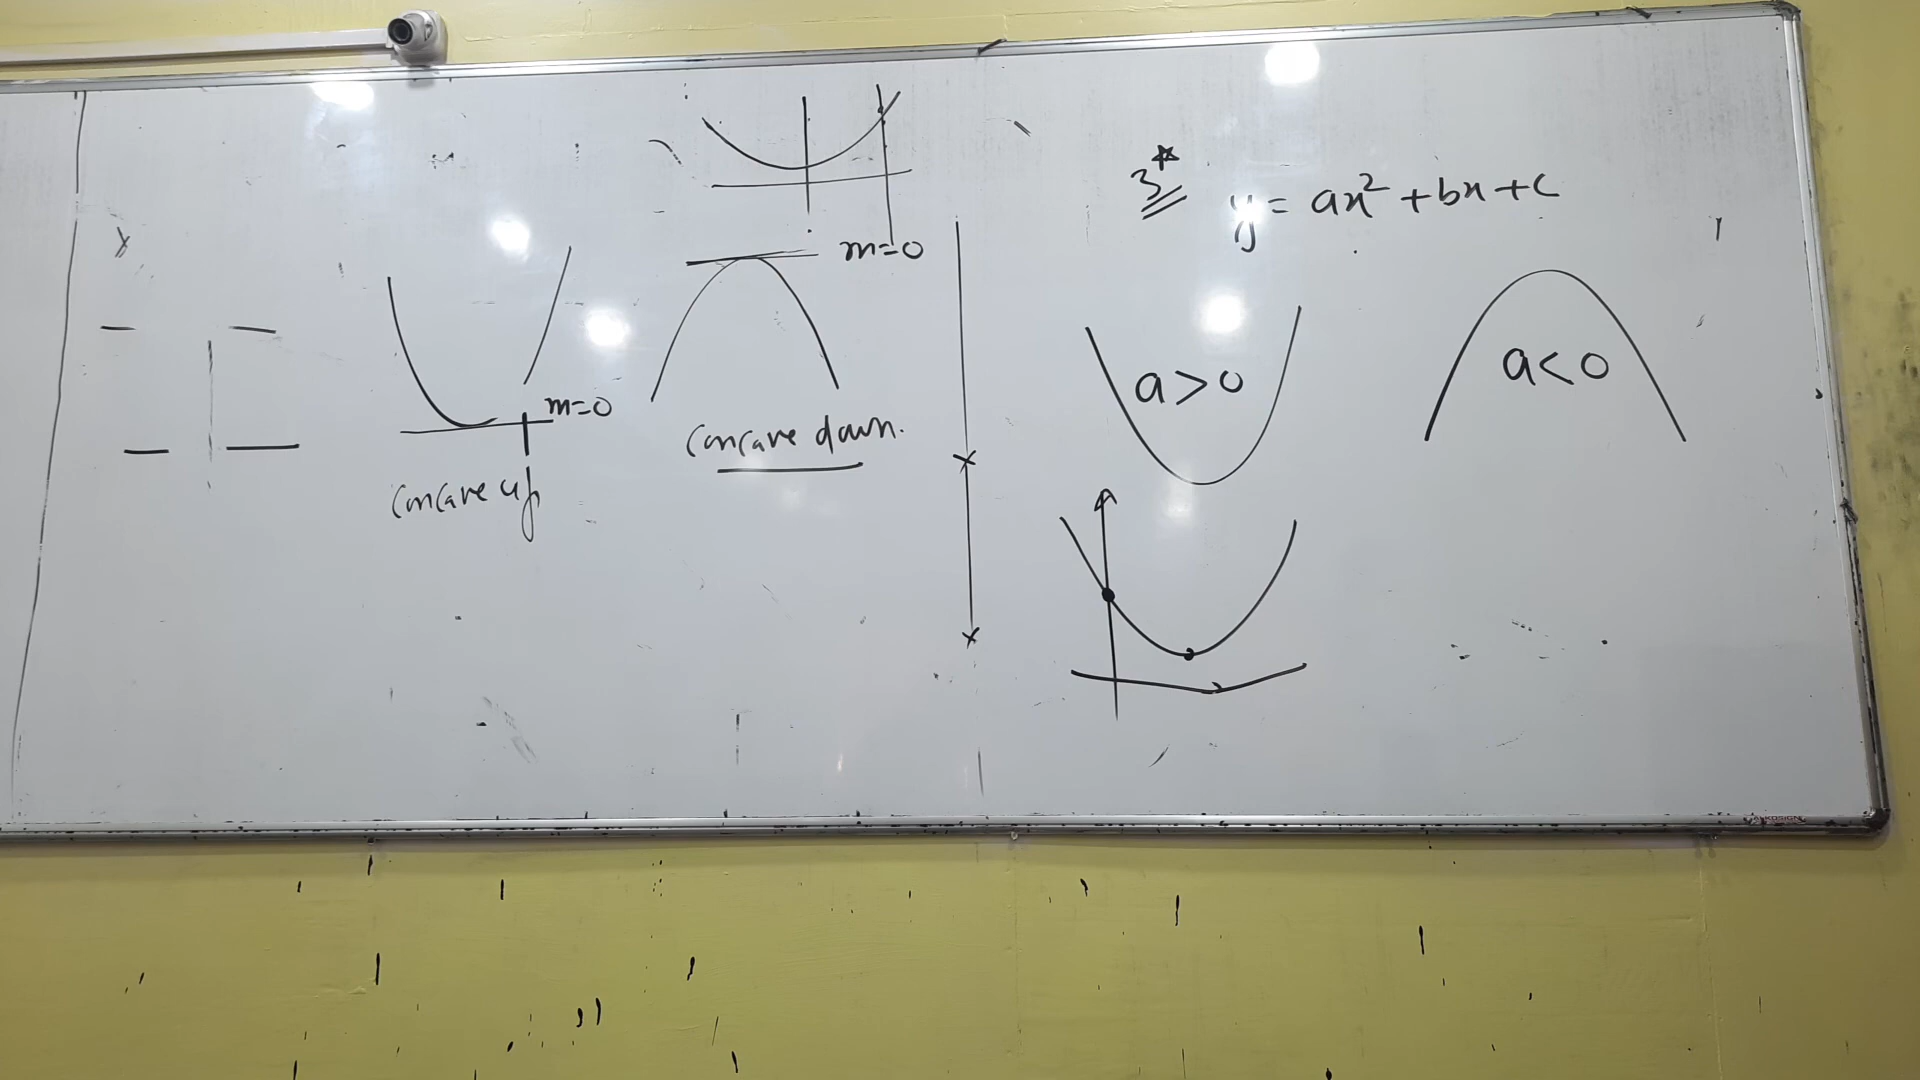 m=0
m=0
concave up
concave down.
3* y = ax² + bx + c
a>0
a<0